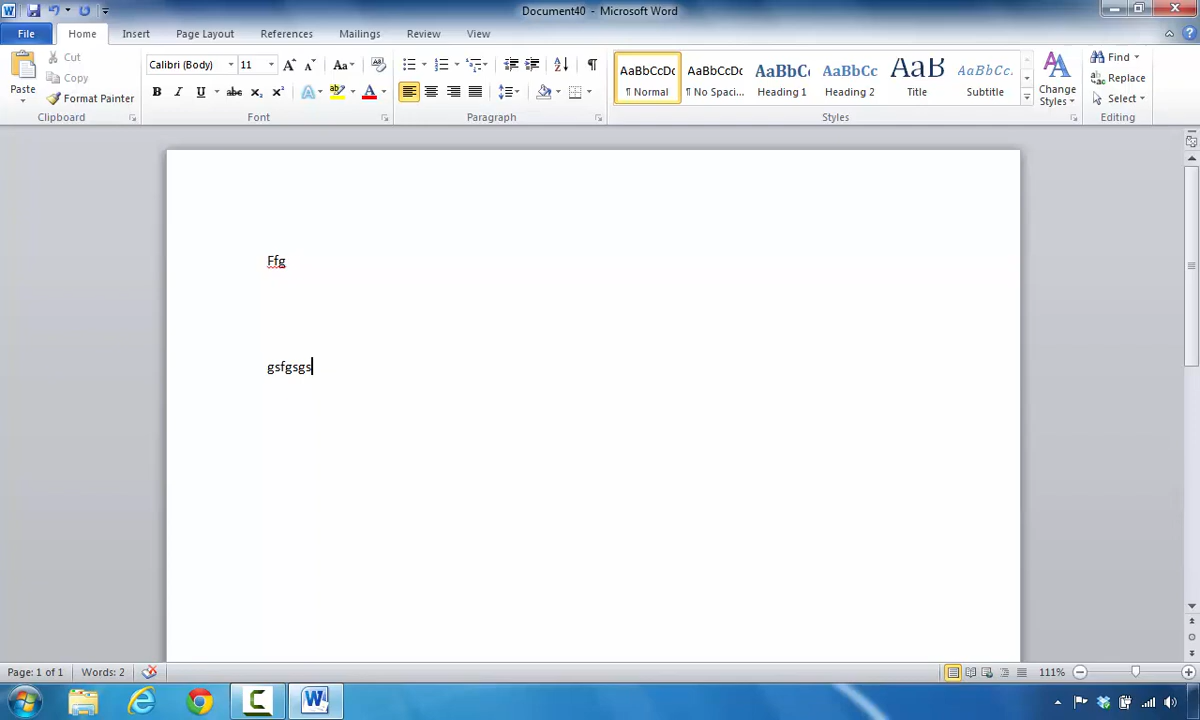 Document40 - Microsoft Word
File Home Insert Page Layout References Mailings Review View
Paste
Cut
Copy
Format Painter
Clipboard
Calibri (Body) 11
Font
Paragraph
AaBbCcDc AaBbCcDc AaBbC AaBbCc AaB AaBbCc.
¶ Normal ¶ No Spaci... Heading 1 Heading 2 Title Subtitle
Styles
Change Styles
Find
Replace
Select
Editing
Ffg
gsfgsgs
Page: 1 of 1 Words: 2 111%